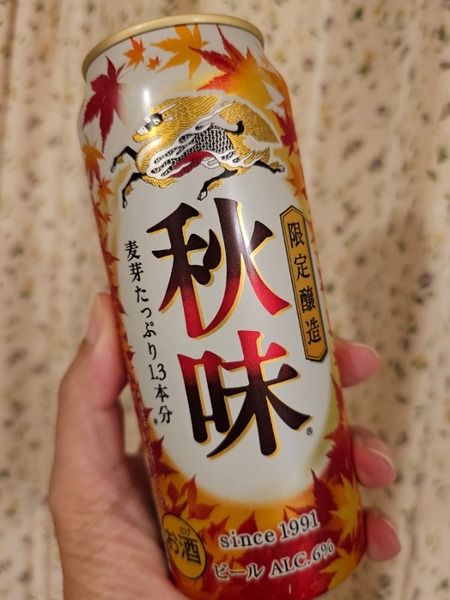 秋味
限定醸造
麦芽たっぷり1.3本分
since 1991
ビール ALC.6%
お酒